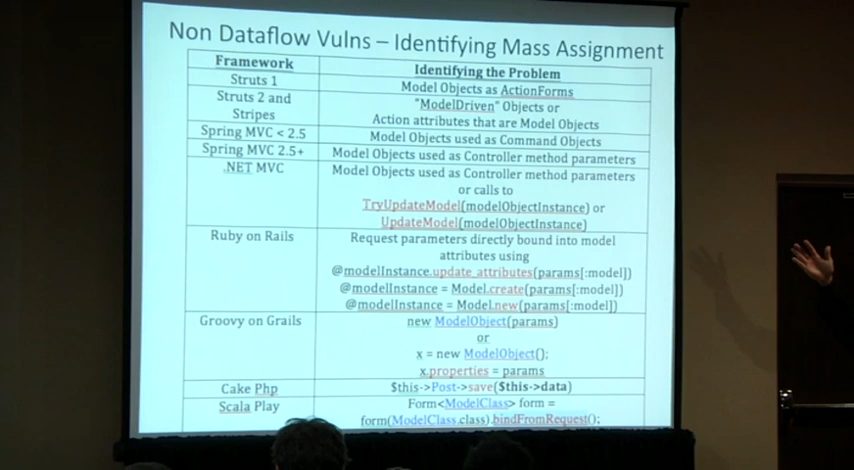 Non Dataflow Vulns – Identifying Mass Assignment
Framework
Identifying the Problem
Struts 1
Model Objects as ActionForms
Struts 2 and
Stripes
"ModelDriven" Objects or
Action attributes that are Model Objects
Spring MVC < 2.5
Model Objects used as Command Objects
Spring MVC 2.5+
Model Objects used as Controller method parameters
.NET MVC
Model Objects used as Controller method parameters
or calls to
TryUpdateModel(modelObjectInstance) or
UpdateModel(modelObjectInstance)
Ruby on Rails
Request parameters directly bound into model
attributes using
@modelInstance.update_attributes(params[:model])
@modelInstance = Model.create(params[:model])
@modelInstance = Model.new(params[:model])
Groovy on Grails
new ModelObject(params)
or
x = new ModelObject();
x.properties = params
Cake Php
$this->Post->save($this->data)
Scala Play
Form<ModelClass> form =
form(ModelClass.class).bindFromRequest();